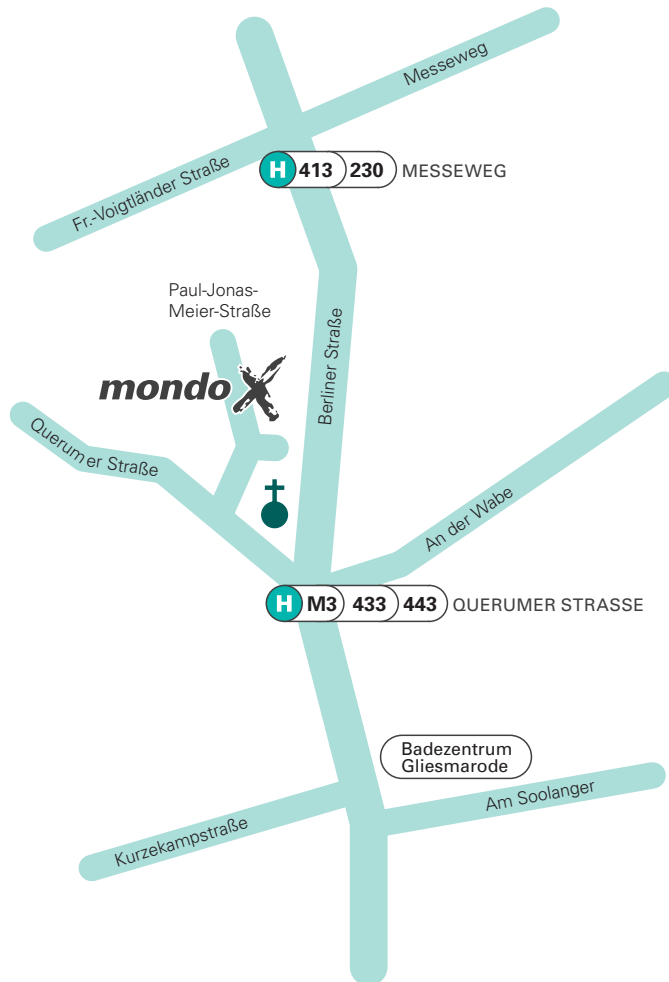 Messeweg
Fr.-Voigtländer Straße
H 413 230 MESSEWEG
Paul-Jonas-
Meier-Straße
Berliner Straße
mondo X
Querumer Straße
An der Wabe
H M3 433 443 QUERUMER STRASSE
Badezentrum
Gliesmarode
Am Soolanger
Kurzekampstraße